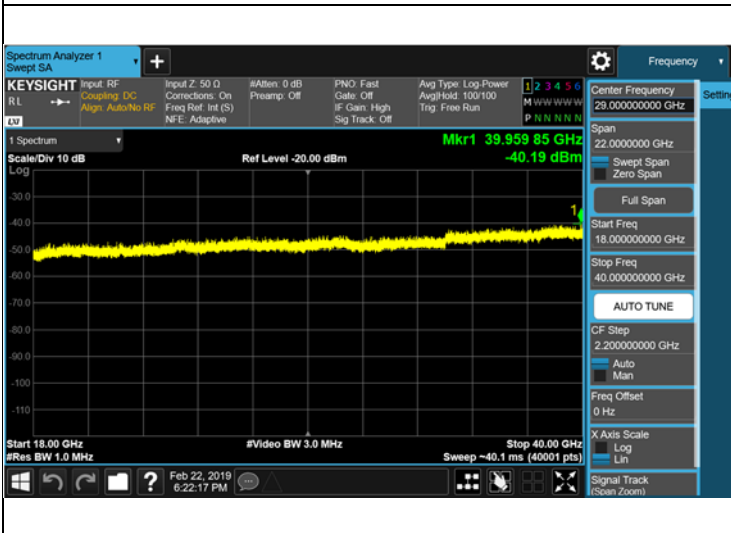 Spectrum Analyzer 1
Swept SA
+
Frequency
KEYSIGHT
RL
LXI
Input: RF
Coupling: DC
Align: Auto/No RF
Input Z: 50 Ω
Corrections: On
Freq Ref: Int (S)
NFE: Adaptive
#Atten: 0 dB
Preamp: Off
PNO: Fast
Gate: Off
IF Gain: High
Sig Track: Off
Avg Type: Log-Power
Avg|Hold: 100/100
Trig: Free Run
1 2 3 4 5 6
M W W W W W
P N N N N N
Center Frequency
29.000000000 GHz
Settings
1 Spectrum
Mkr1 39.959 85 GHz
Scale/Div 10 dB
Ref Level -20.00 dBm
-40.19 dBm
Log
-30.0
-40.0
-50.0
-60.0
-70.0
-80.0
-90.0
-100
-110
1
Span
22.0000000 GHz
Swept Span
Zero Span
Full Span
Start Freq
18.000000000 GHz
Stop Freq
40.000000000 GHz
AUTO TUNE
CF Step
2.200000000 GHz
Auto
Man
Freq Offset
0 Hz
X Axis Scale
Log
Lin
Signal Track
(Span Zoom)
Start 18.00 GHz
#Video BW 3.0 MHz
Stop 40.00 GHz
#Res BW 1.0 MHz
Sweep ~40.1 ms (40001 pts)
?
Feb 22, 2019
6:22:17 PM